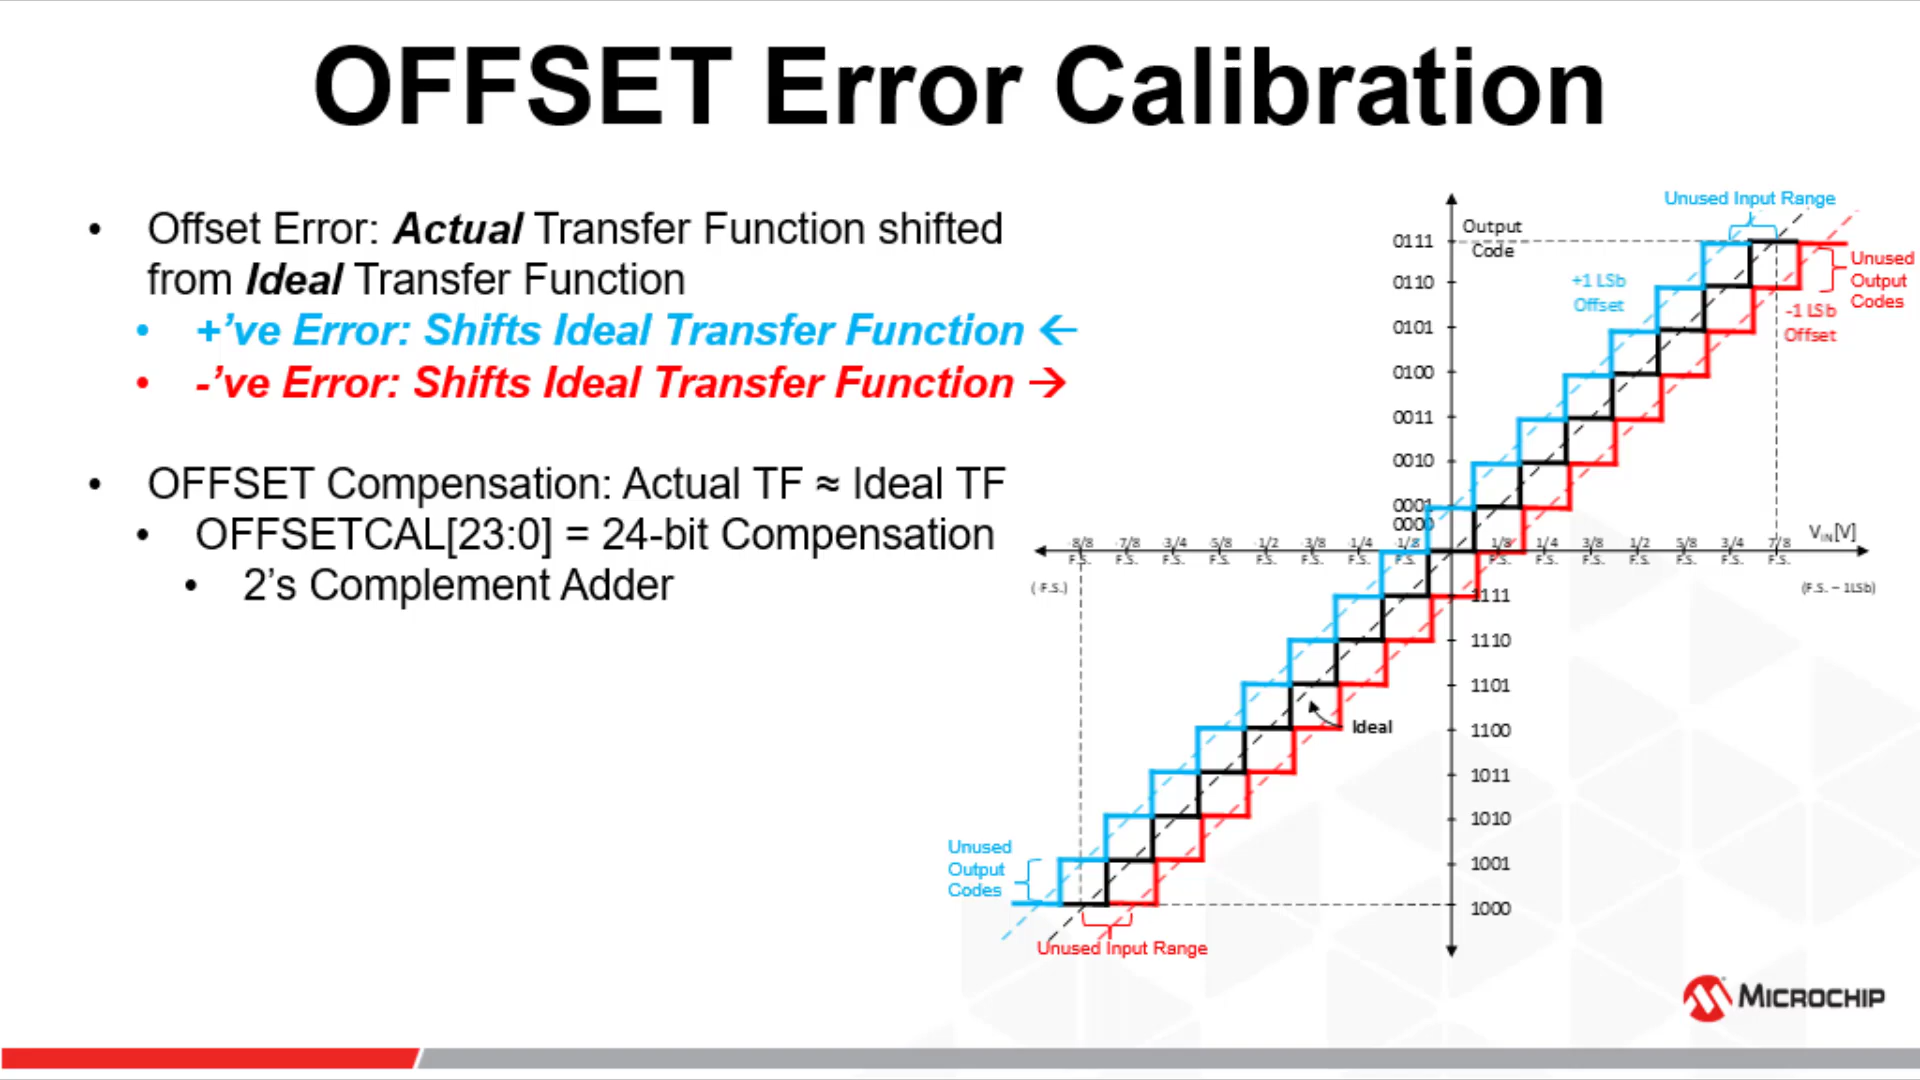 OFFSET Error Calibration
• Offset Error: Actual Transfer Function shifted
from Ideal Transfer Function
• +’ve Error: Shifts Ideal Transfer Function ←
• -’ve Error: Shifts Ideal Transfer Function →
• OFFSET Compensation: Actual TF ≈ Ideal TF
• OFFSETCAL[23:0] = 24-bit Compensation
• 2’s Complement Adder
Unused Input Range
Output
Code
0111
0110
0101
0100
0011
0010
0001
0000
+1 LSb
Offset
Unused
Output
Codes
-1 LSb
Offset
-8/8 -7/8 3/4 -5/8 -1/2 -3/8 -1/4 -1/8 1/8 1/4 3/8 1/2 5/8 3/4 7/8
F.S. F.S. F.S. F.S. F.S. F.S. F.S. F.S. F.S. F.S. F.S. F.S. F.S. F.S. F.S.
VIN[V]
(-F.S.)
(F.S. – 1LSb)
1111
1110
1101
1100
1011
1010
1001
1000
Ideal
Unused
Output
Codes
Unused Input Range
MICROCHIP